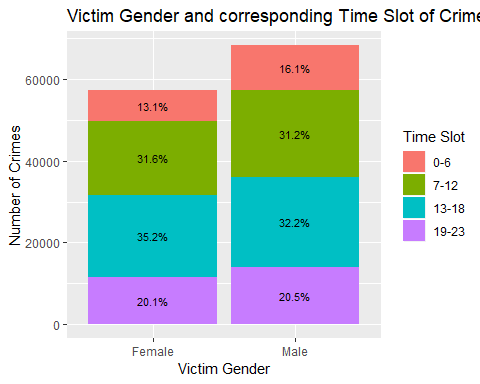 Victim Gender and corresponding Time Slot of Crime
Number of Crimes
60000
40000
20000
0
13.1%
31.6%
35.2%
20.1%
16.1%
31.2%
32.2%
20.5%
Female
Male
Victim Gender
Time Slot
0-6
7-12
13-18
19-23